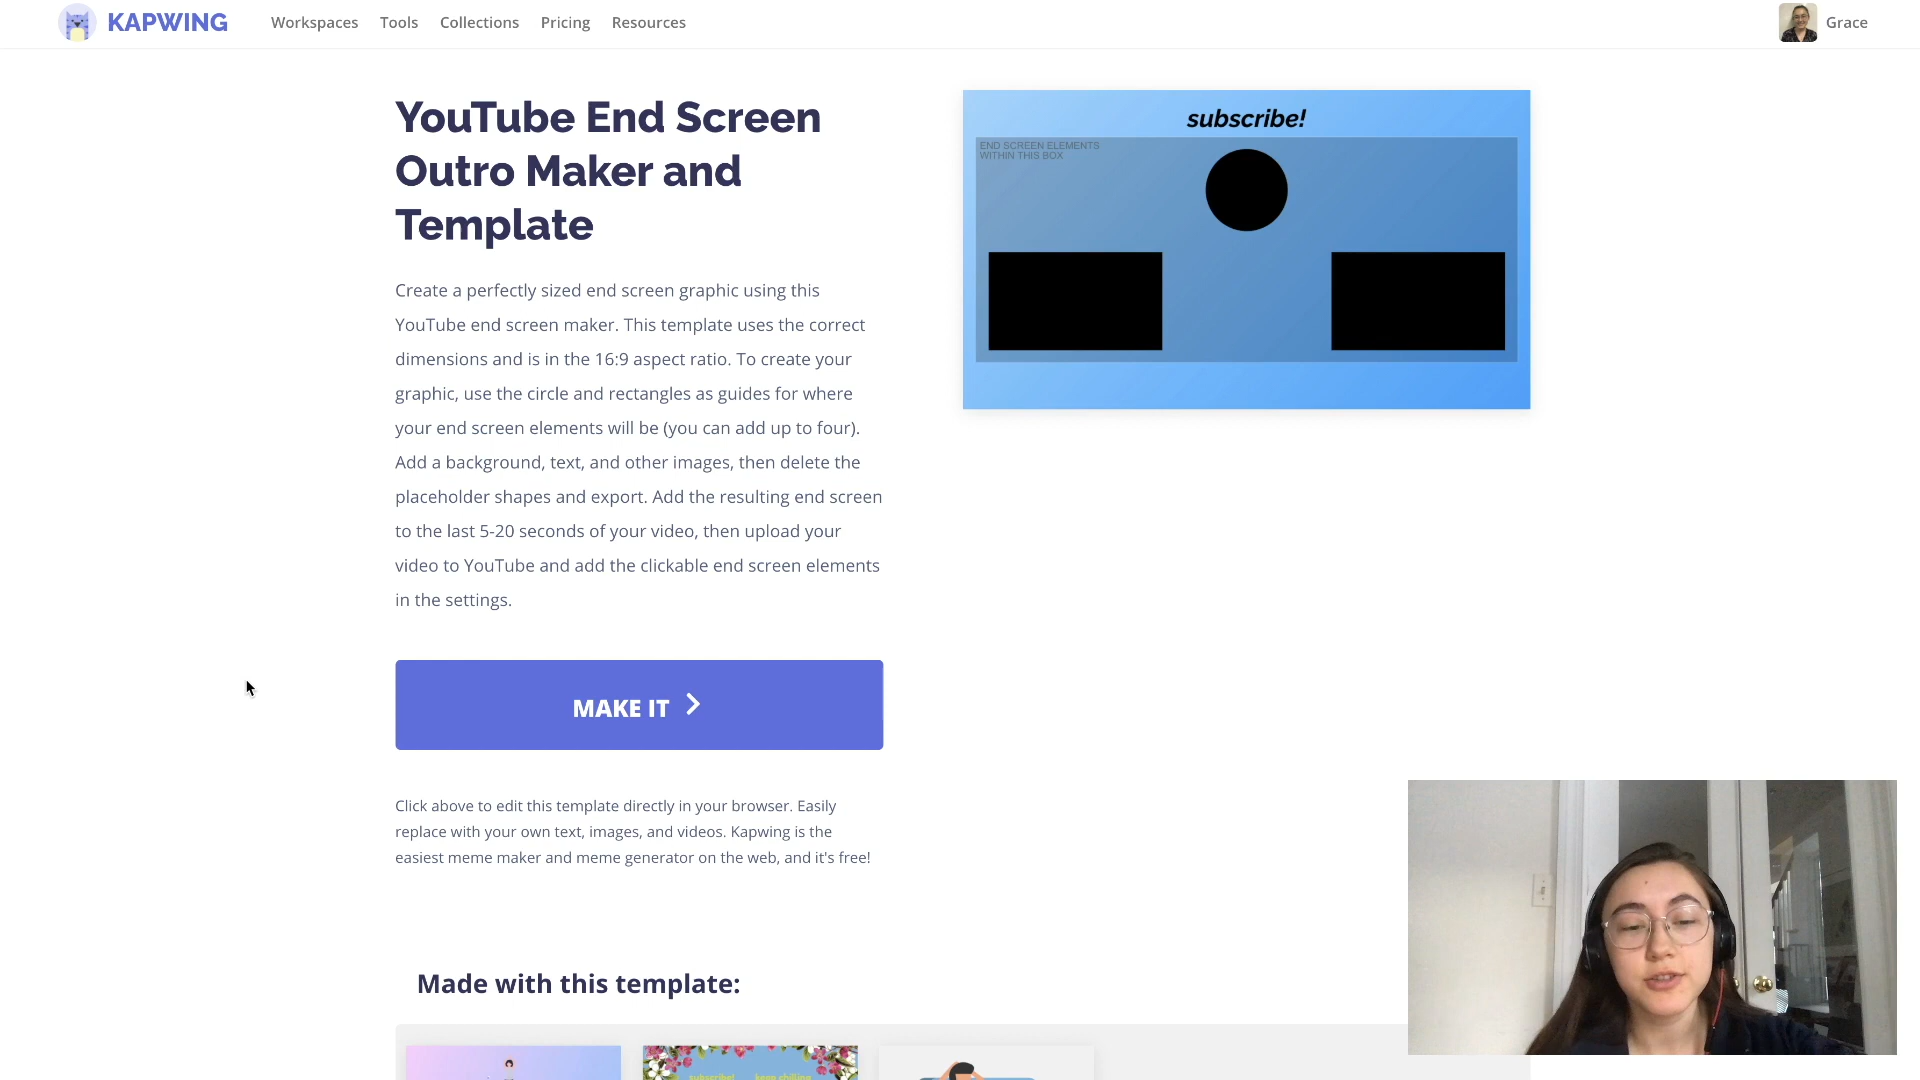 KAPWING
Workspaces
Tools
Collections
Pricing
Resources
Grace
YouTube End Screen
Outro Maker and
Template
Create a perfectly sized end screen graphic using this
YouTube end screen maker. This template uses the correct
dimensions and is in the 16:9 aspect ratio. To create your
graphic, use the circle and rectangles as guides for where
your end screen elements will be (you can add up to four).
Add a background, text, and other images, then delete the
placeholder shapes and export. Add the resulting end screen
to the last 5-20 seconds of your video, then upload your
video to YouTube and add the clickable end screen elements
in the settings.
MAKE IT
Click above to edit this template directly in your browser. Easily
replace with your own text, images, and videos. Kapwing is the
easiest meme maker and meme generator on the web, and it's free!
subscribe!
END SCREEN ELEMENTS
WITHIN THIS BOX
Made with this template:
subscribe!
keep chilling